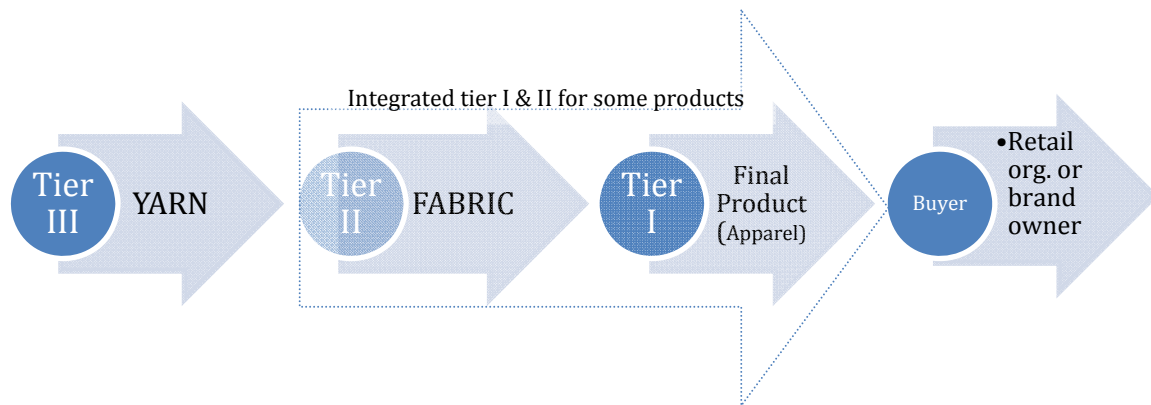 Integrated tier I & II for some products
Tier
III
YARN
Tier
II
FABRIC
Tier
I
Final
Product
(Apparel)
Buyer
•Retail
org. or
brand
owner